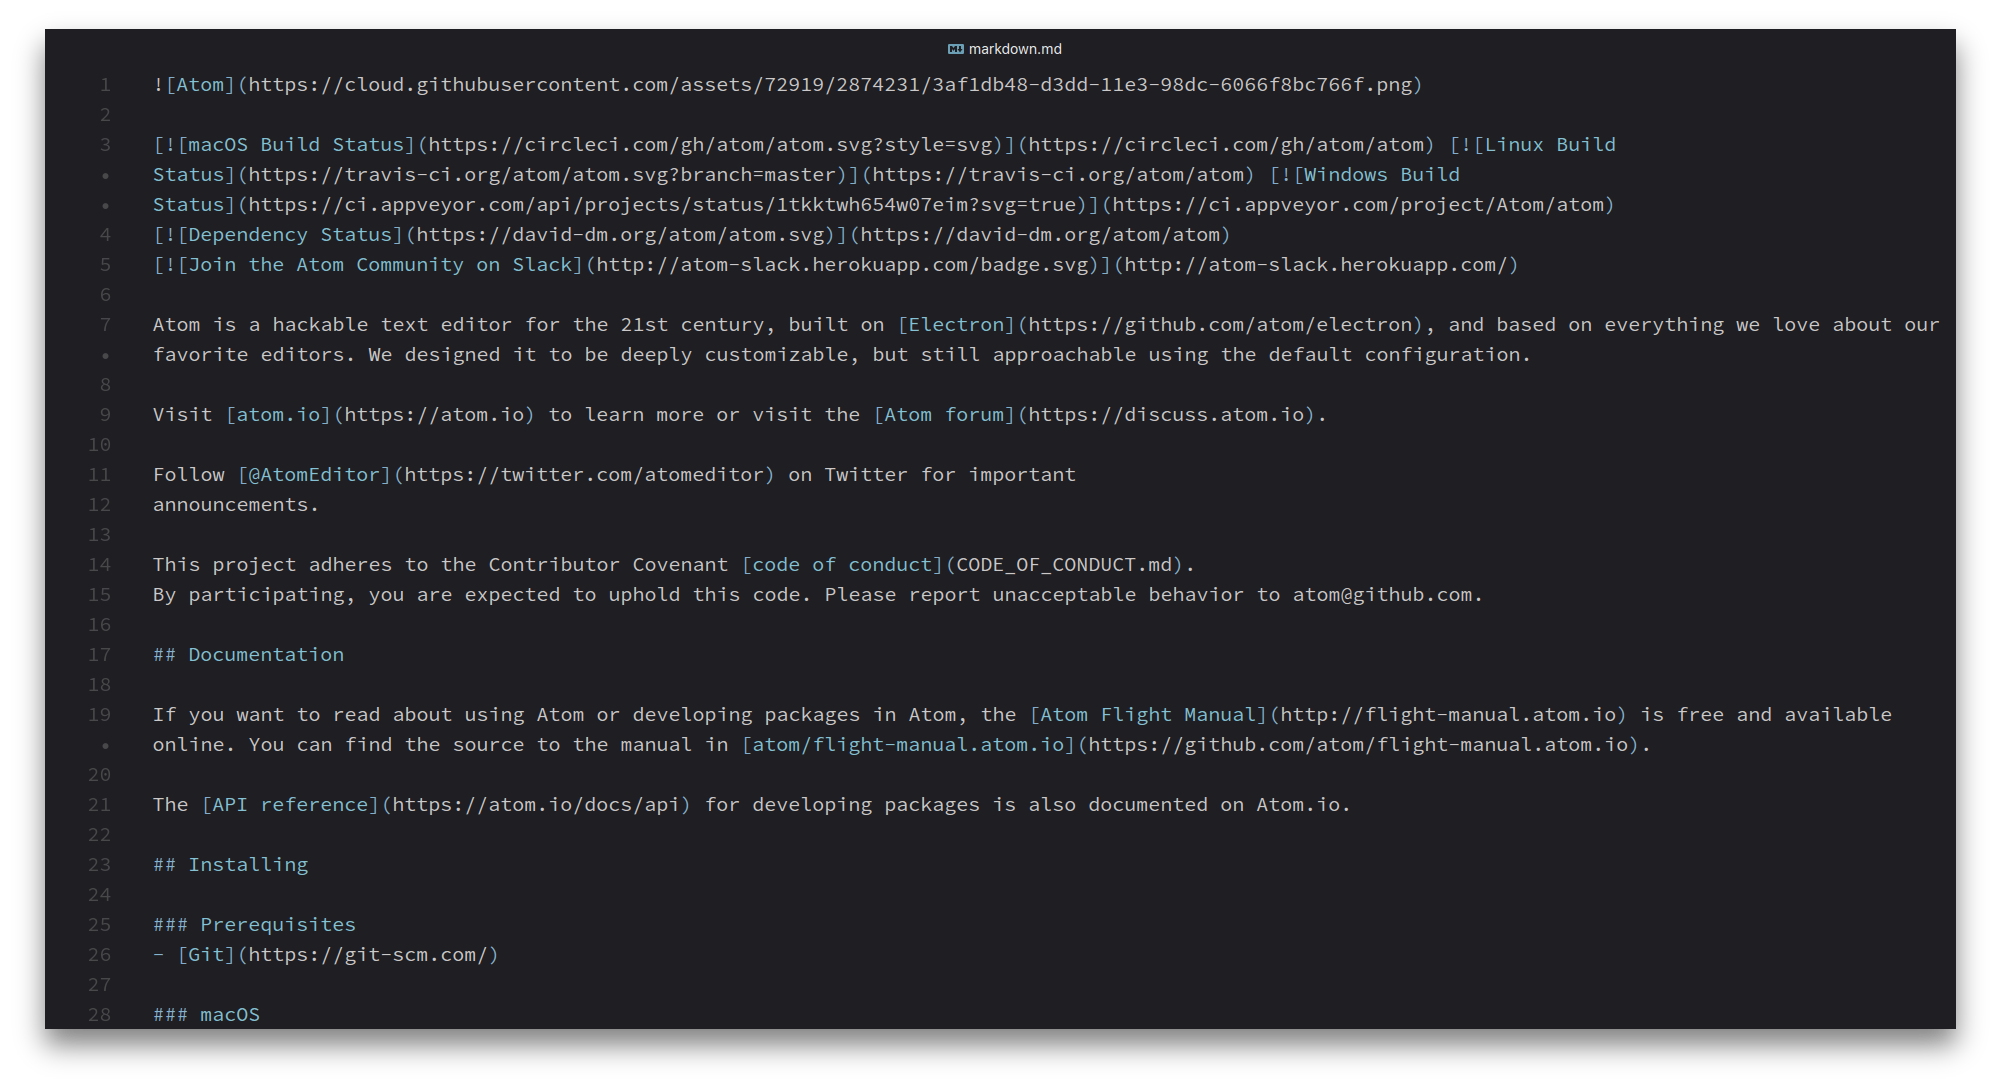 markdown.md
1 ![Atom](https://cloud.githubusercontent.com/assets/72919/2874231/3af1db48-d3dd-11e3-98dc-6066f8bc766f.png)
2
3 [![macOS Build Status](https://circleci.com/gh/atom/atom.svg?style=svg)](https://circleci.com/gh/atom/atom) [![Linux Build
• Status](https://travis-ci.org/atom/atom.svg?branch=master)](https://travis-ci.org/atom/atom) [![Windows Build
• Status](https://ci.appveyor.com/api/projects/status/1tkktwh654w07eim?svg=true)](https://ci.appveyor.com/project/Atom/atom)
4 [![Dependency Status](https://david-dm.org/atom/atom.svg)](https://david-dm.org/atom/atom)
5 [![Join the Atom Community on Slack](http://atom-slack.herokuapp.com/badge.svg)](http://atom-slack.herokuapp.com/)
6
7 Atom is a hackable text editor for the 21st century, built on [Electron](https://github.com/atom/electron), and based on everything we love about our
• favorite editors. We designed it to be deeply customizable, but still approachable using the default configuration.
8
9 Visit [atom.io](https://atom.io) to learn more or visit the [Atom forum](https://discuss.atom.io).
10
11 Follow [@AtomEditor](https://twitter.com/atomeditor) on Twitter for important
12 announcements.
13
14 This project adheres to the Contributor Covenant [code of conduct](CODE_OF_CONDUCT.md).
15 By participating, you are expected to uphold this code. Please report unacceptable behavior to atom@github.com.
16
17 ## Documentation
18
19 If you want to read about using Atom or developing packages in Atom, the [Atom Flight Manual](http://flight-manual.atom.io) is free and available
• online. You can find the source to the manual in [atom/flight-manual.atom.io](https://github.com/atom/flight-manual.atom.io).
20
21 The [API reference](https://atom.io/docs/api) for developing packages is also documented on Atom.io.
22
23 ## Installing
24
25 ### Prerequisites
26 - [Git](https://git-scm.com/)
27
28 ### macOS